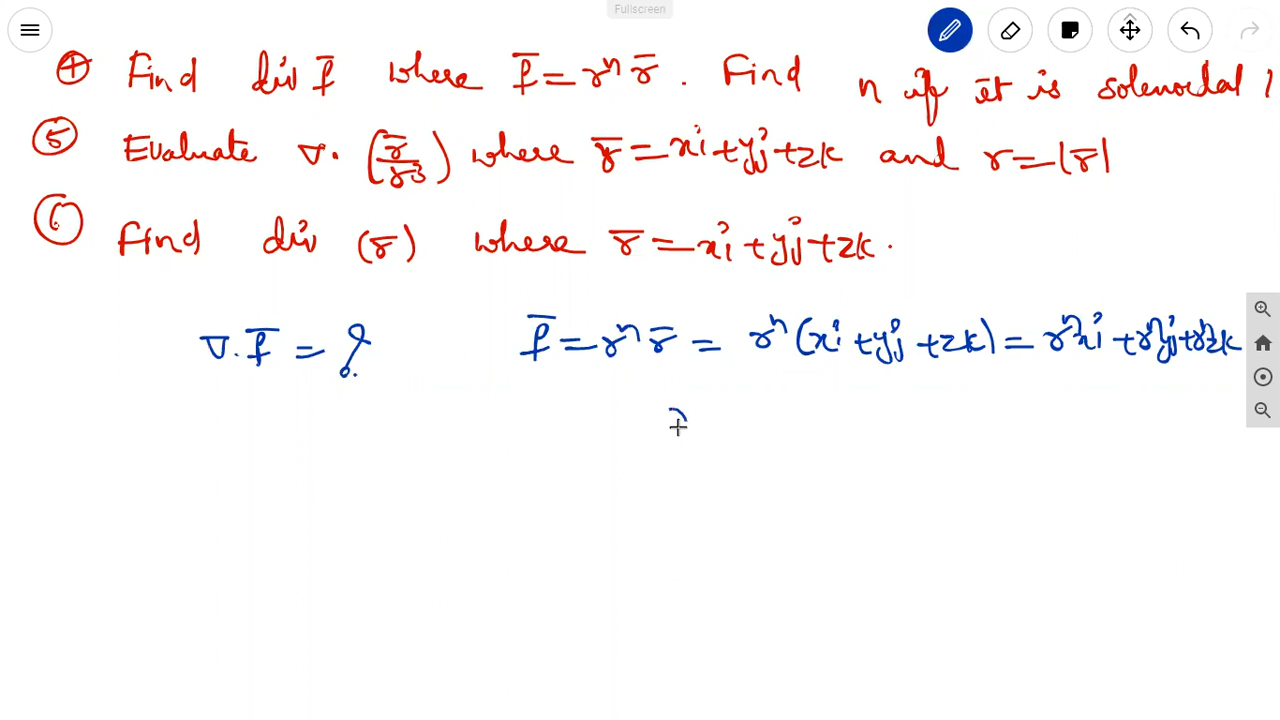 Fullscreen
④ Find div f̄ where f̄ = rⁿ r̄. Find n if it is solenoidal?
⑤ Evaluate ∇·(r̄/r³) where r̄ = xi + yj + zk and r = |r̄|
⑥ Find div (r̄) where r̄ = xi + yj + zk.
∇·f̄ = ? f̄ = rⁿ r̄ = rⁿ(xi + yj + zk) = rⁿxi + rⁿyj + rⁿzk